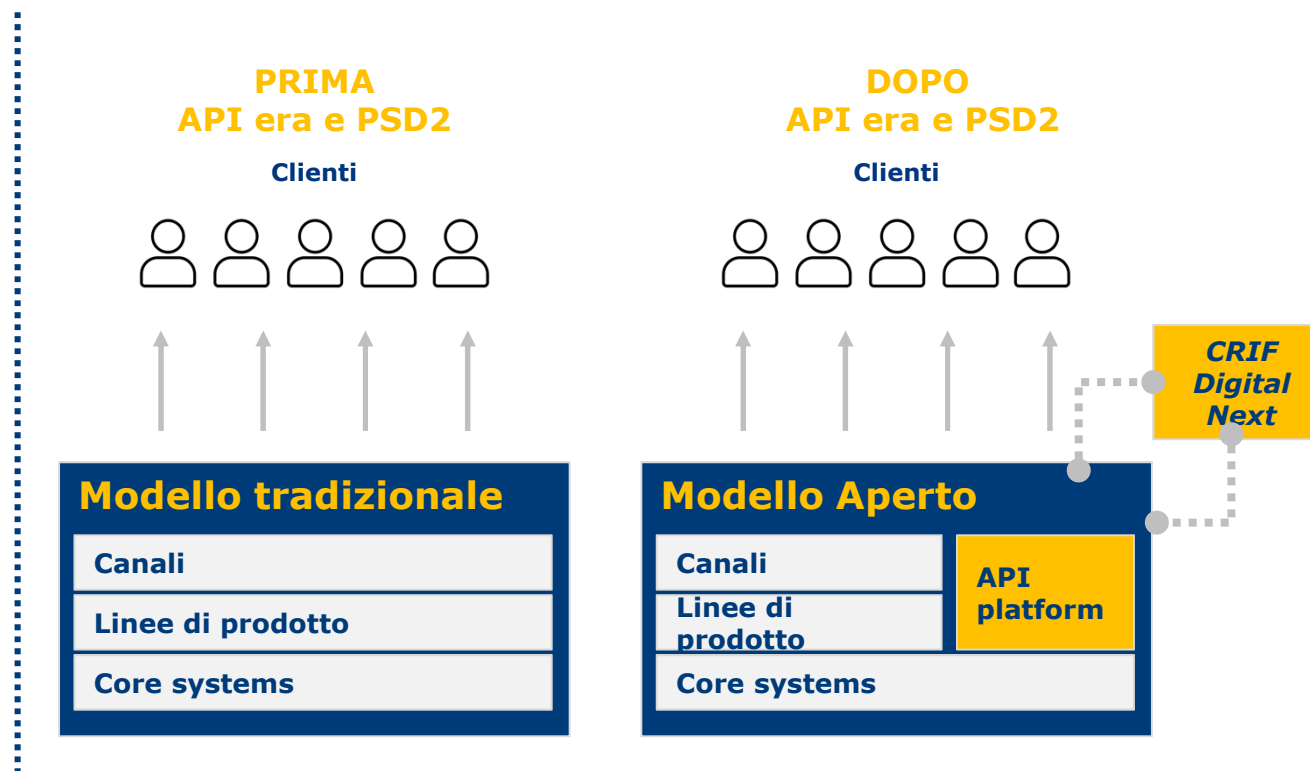 PRIMA
API era e PSD2
Clienti
Modello tradizionale
Canali
Linee di prodotto
Core systems
DOPO
API era e PSD2
Clienti
CRIF
Digital
Next
Modello Aperto
Canali
Linee di
prodotto
API
platform
Core systems